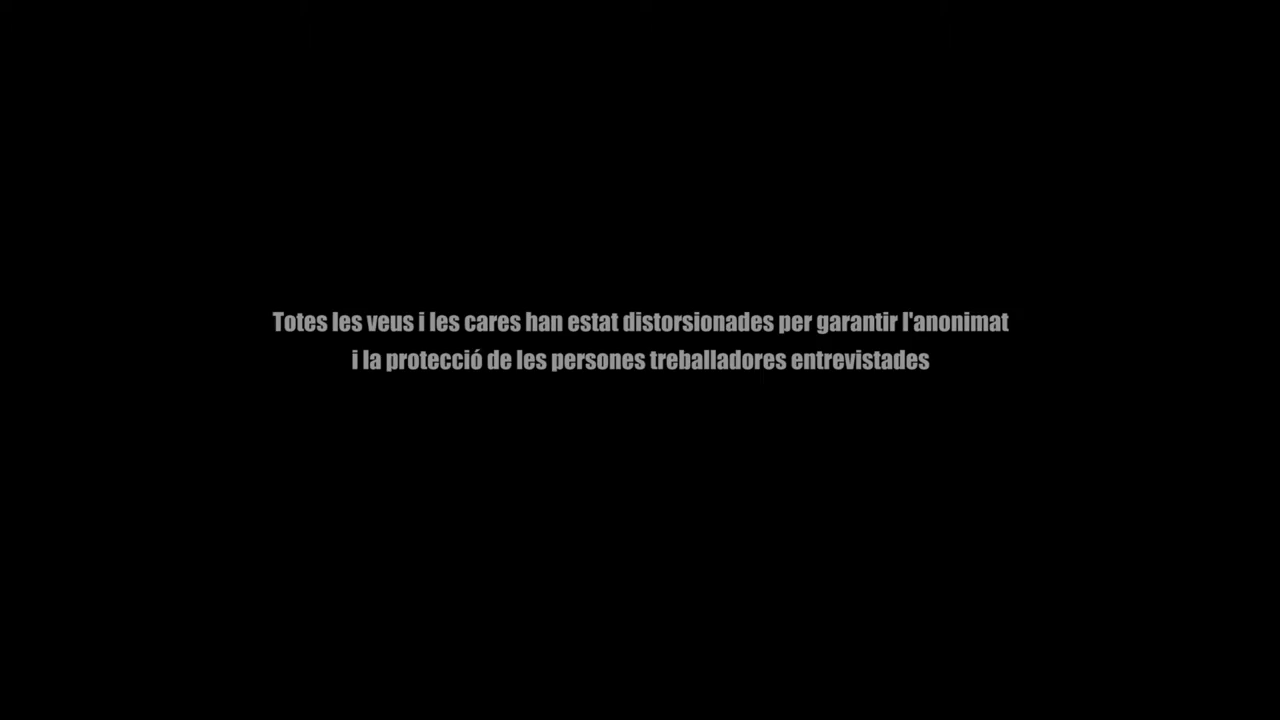 Totes les veus i les cares han estat distorsionades per garantir l'anonimat
i la protecció de les persones treballadores entrevistades